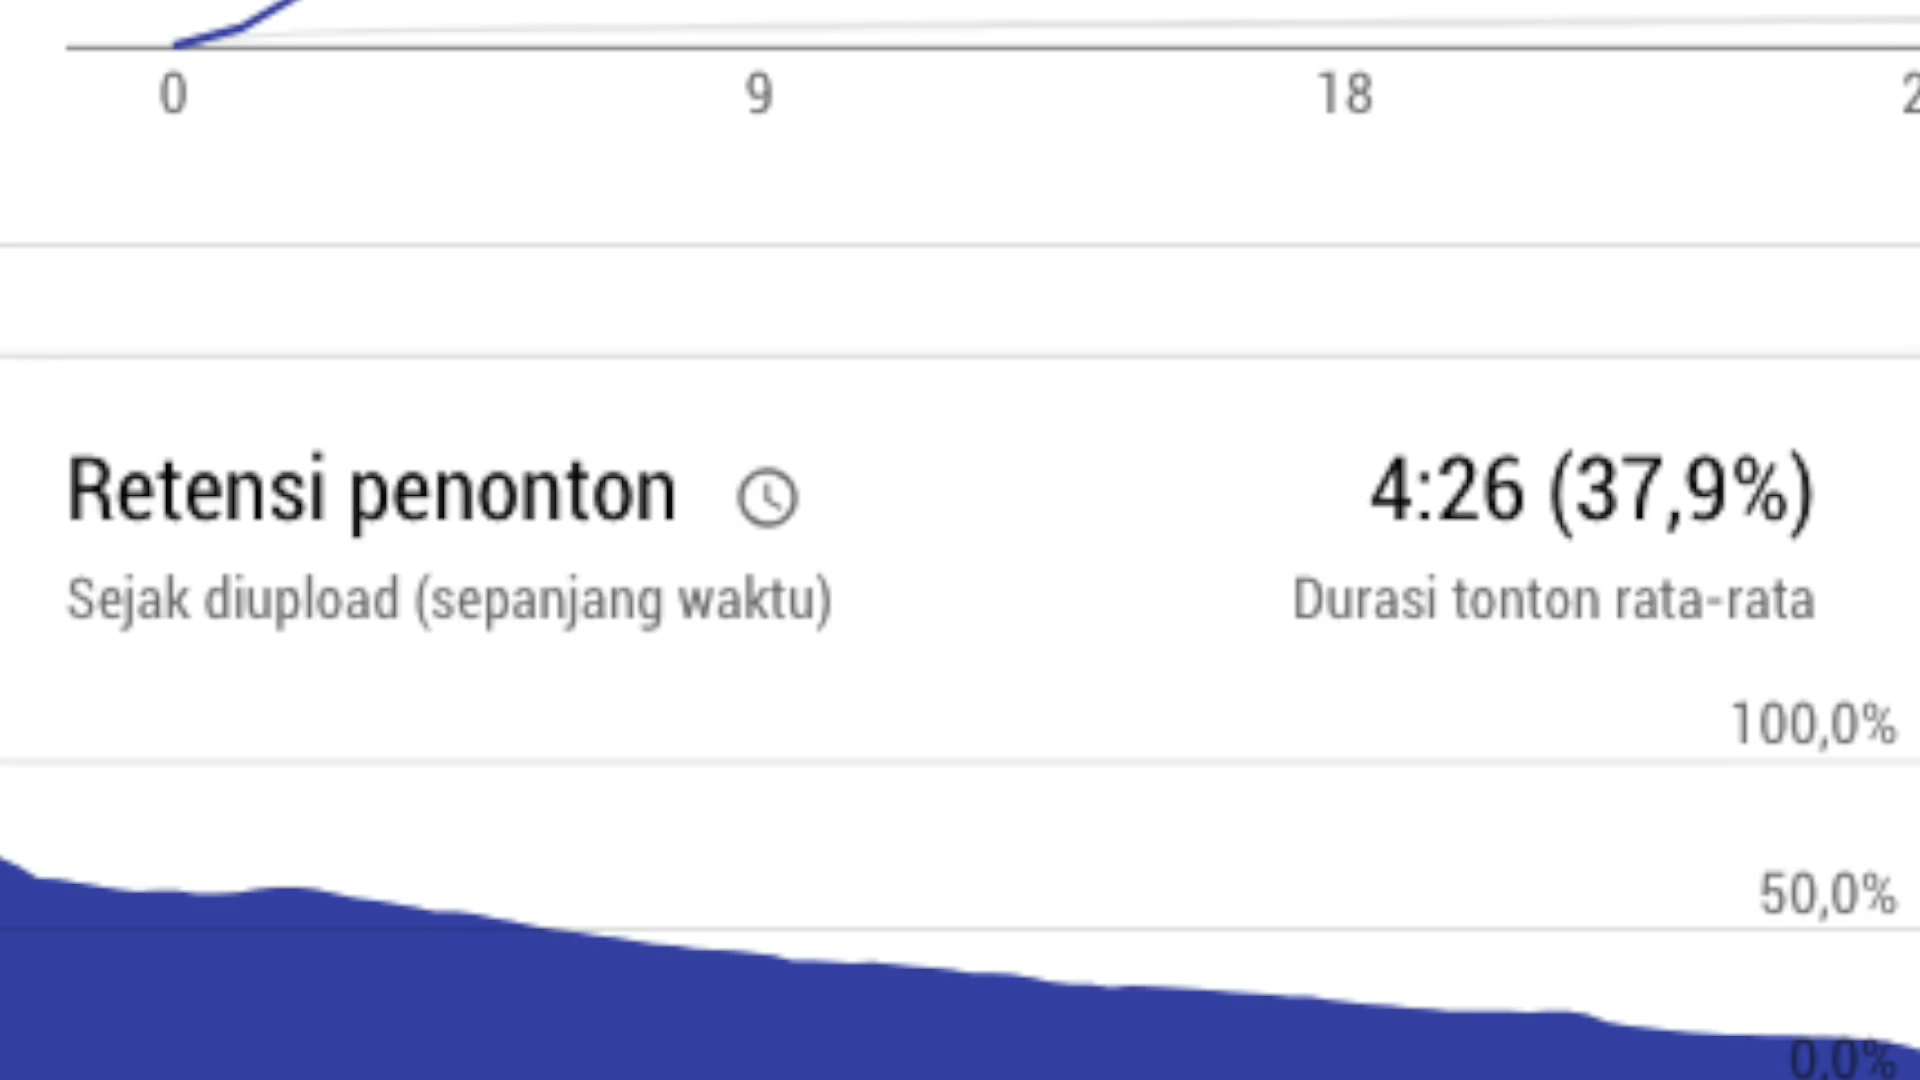 0 9 18
Retensi penonton 4:26 (37,9%)
Sejak diupload (sepanjang waktu) Durasi tonton rata-rata
100,0%
50,0%
0,0%